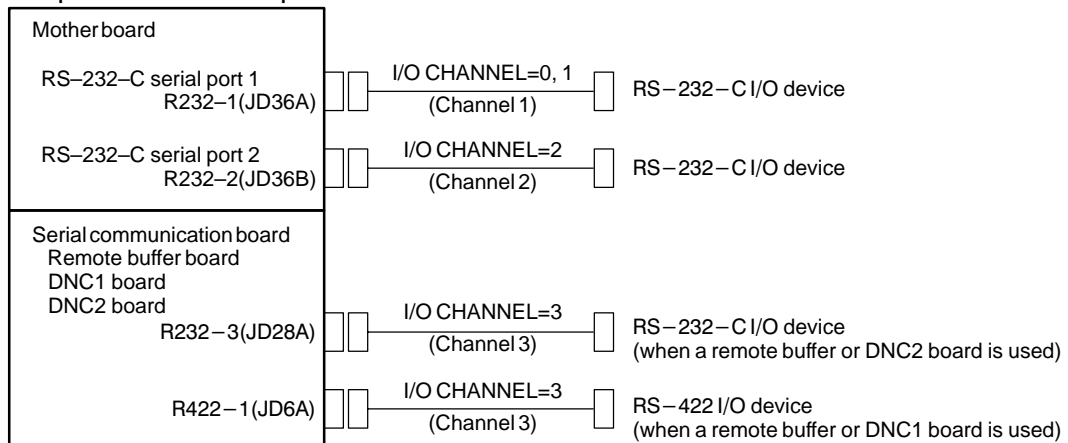 Motherboard
RS–232–C serial port 1
R232–1(JD36A)
I/O CHANNEL=0, 1
(Channel 1)
RS–232–C I/O device
RS–232–C serial port 2
R232–2(JD36B)
I/O CHANNEL=2
(Channel 2)
RS–232–C I/O device
Serial communication board
Remote buffer board
DNC1 board
DNC2 board
R232–3(JD28A)
I/O CHANNEL=3
(Channel 3)
RS–232–C I/O device
(when a remote buffer or DNC2 board is used)
R422–1(JD6A)
I/O CHANNEL=3
(Channel 3)
RS–422 I/O device
(when a remote buffer or DNC1 board is used)